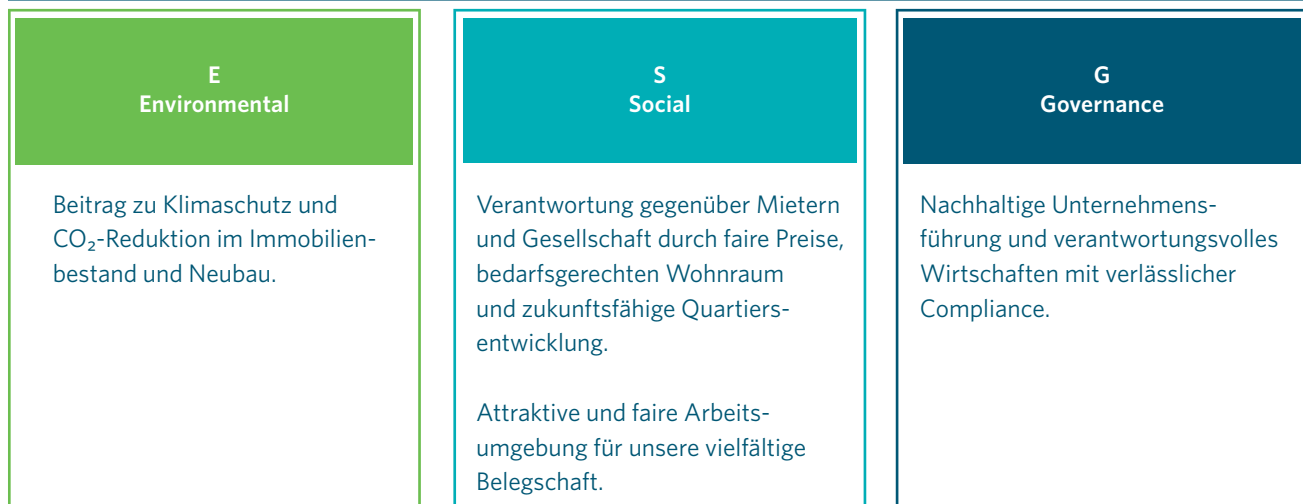 E
Environmental
Beitrag zu Klimaschutz und
CO₂-Reduktion im Immobilien-
bestand und Neubau.
S
Social
Verantwortung gegenüber Mietern
und Gesellschaft durch faire Preise,
bedarfsgerechten Wohnraum
und zukunftsfähige Quartiers-
entwicklung.
Attraktive und faire Arbeits-
umgebung für unsere vielfältige
Belegschaft.
G
Governance
Nachhaltige Unternehmens-
führung und verantwortungsvolles
Wirtschaften mit verlässlicher
Compliance.